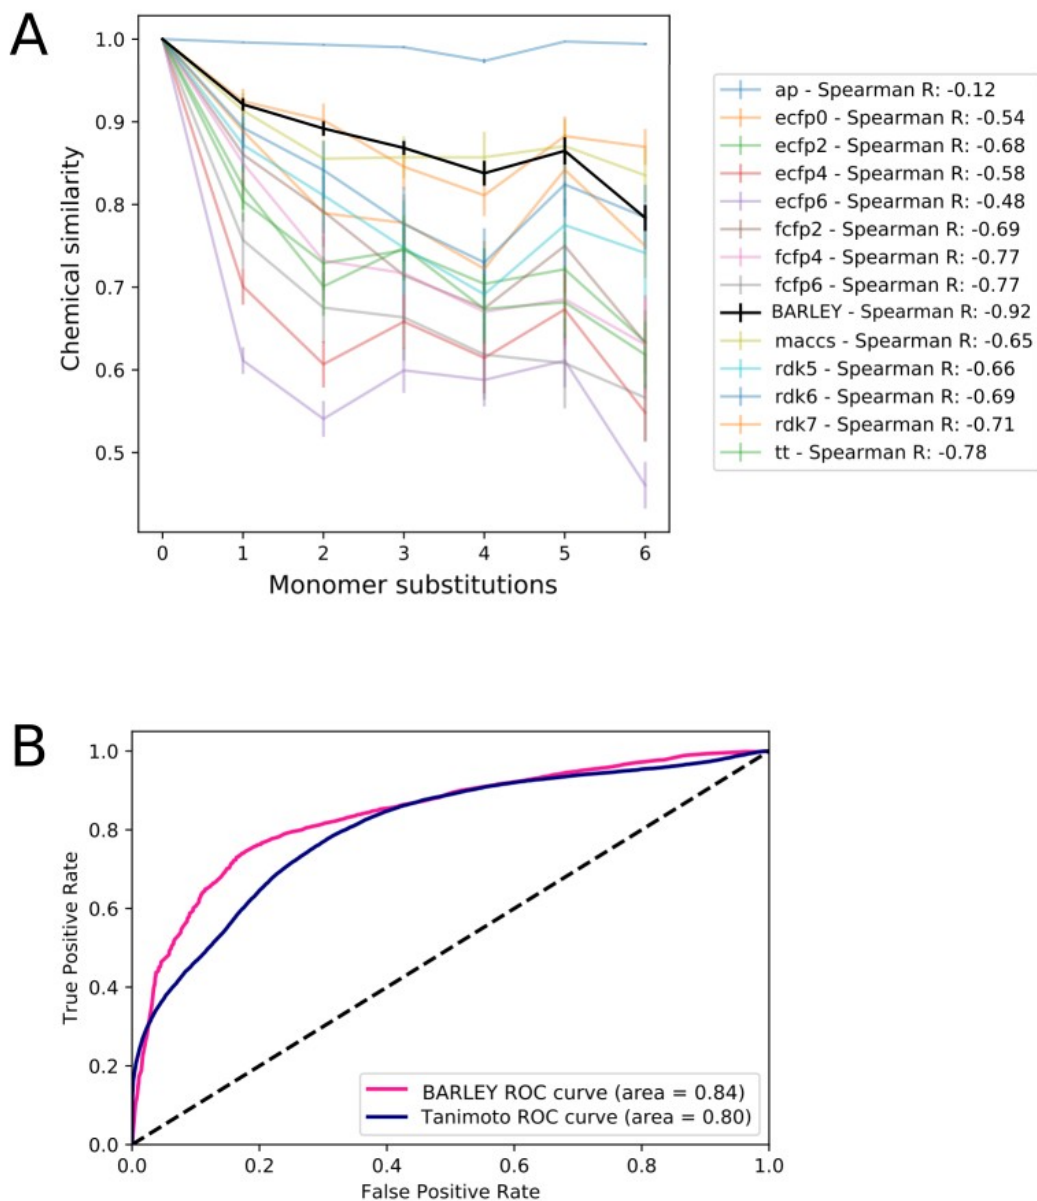 A
1.0
0.9
0.8
0.7
0.6
0.5
Chemical similarity
0 1 2 3 4 5 6
Monomer substitutions
ap - Spearman R: -0.12
ecfp0 - Spearman R: -0.54
ecfp2 - Spearman R: -0.68
ecfp4 - Spearman R: -0.58
ecfp6 - Spearman R: -0.48
fcfp2 - Spearman R: -0.69
fcfp4 - Spearman R: -0.77
fcfp6 - Spearman R: -0.77
BARLEY - Spearman R: -0.92
maccs - Spearman R: -0.65
rdk5 - Spearman R: -0.66
rdk6 - Spearman R: -0.69
rdk7 - Spearman R: -0.71
tt - Spearman R: -0.78
B
1.0
0.8
0.6
0.4
0.2
0.0
True Positive Rate
BARLEY ROC curve (area = 0.84)
Tanimoto ROC curve (area = 0.80)
0.0 0.2 0.4 0.6 0.8 1.0
False Positive Rate